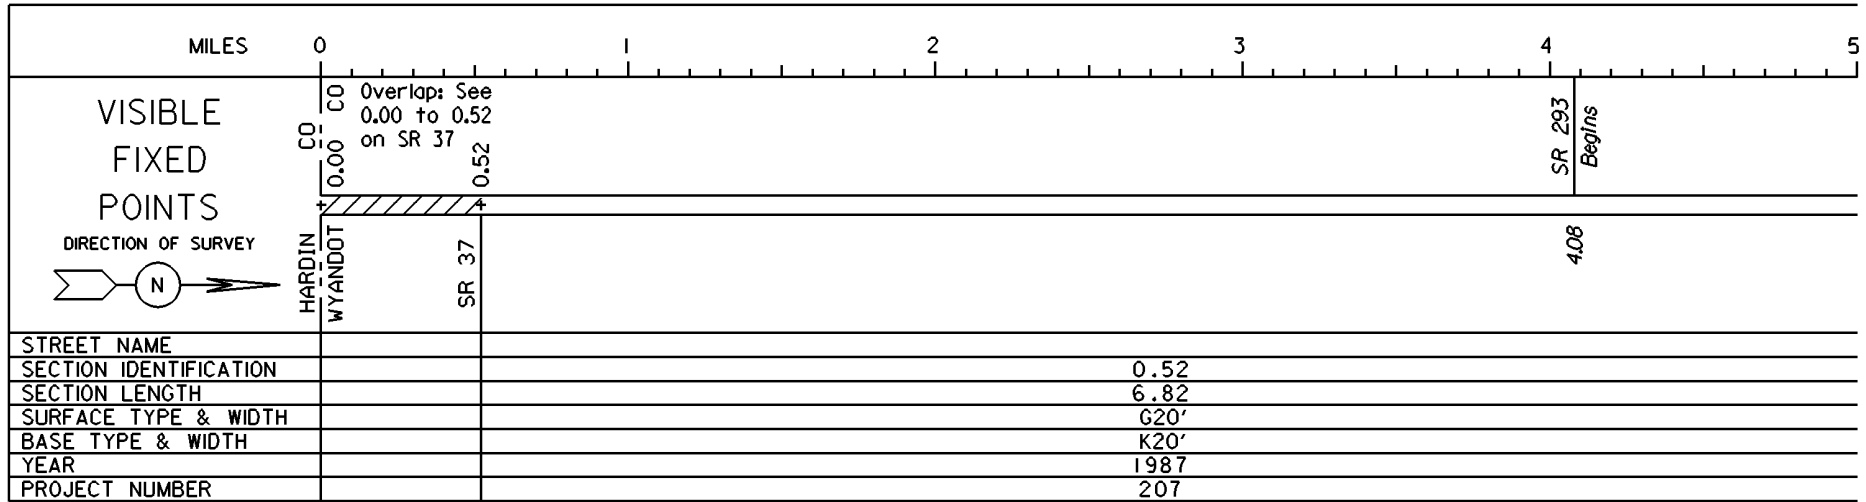 MILES 0 1 2 3 4 5
VISIBLE
FIXED
POINTS
DIRECTION OF SURVEY
N
HARDIN CO
WYANDOT CO
0.00
Overlap: See
0.00 to 0.52
on SR 37
0.52
SR 37
SR 293
Begins
4.08
STREET NAME
SECTION IDENTIFICATION 0.52
SECTION LENGTH 6.82
SURFACE TYPE & WIDTH G20'
BASE TYPE & WIDTH K20'
YEAR 1987
PROJECT NUMBER 207